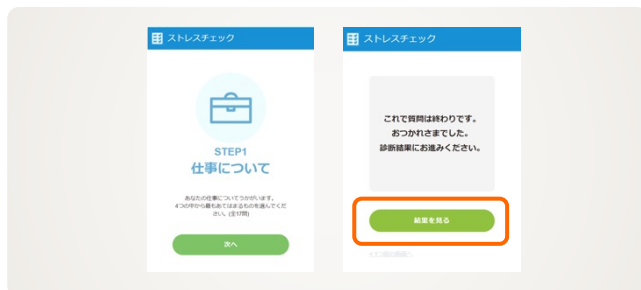 ストレスチェック
STEP1
仕事について
あなたの仕事についてうかがいます。
4つの中から最もあてはまるものを選んでくだ
さい。(全17問)
次へ
ストレスチェック
これで質問は終わりです。
おつかれさまでした。
診断結果にお進みください。
結果を見る